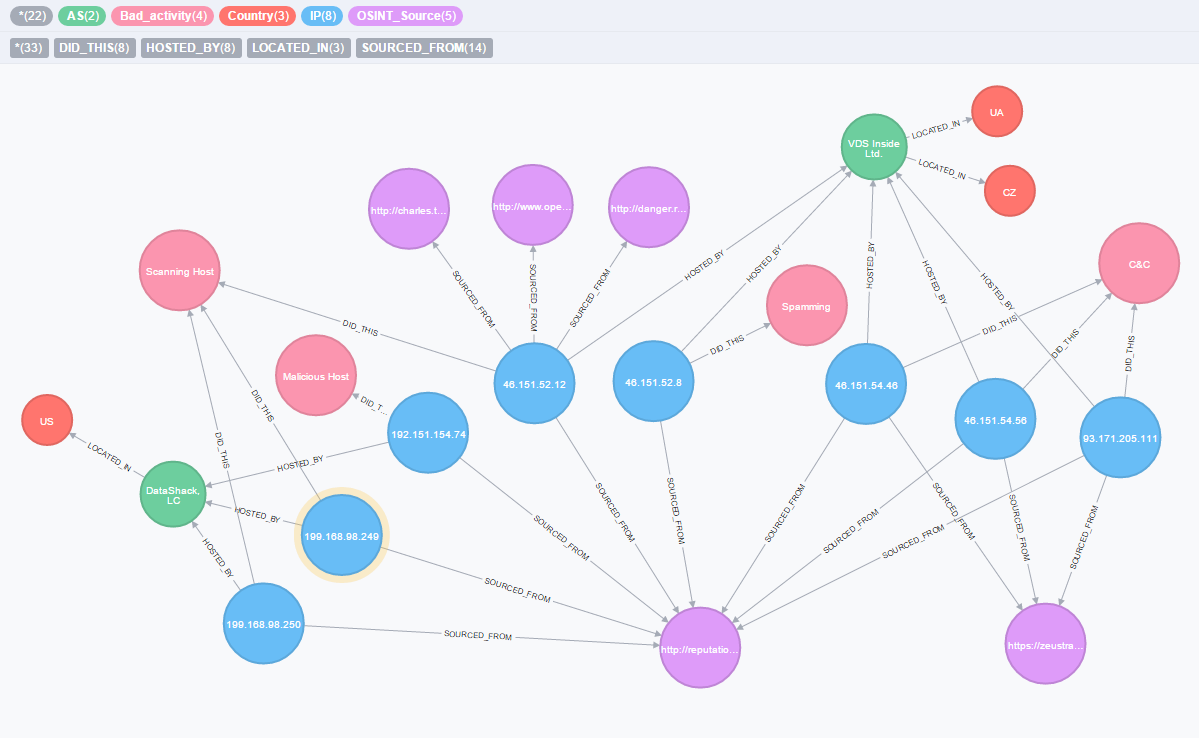 *(22) AS(2) Bad_activity(4) Country(3) IP(8) OSINT_Source(5)
*(33) DID_THIS(8) HOSTED_BY(8) LOCATED_IN(3) SOURCED_FROM(14)
UA
LOCATED_IN
VDS Inside
Ltd.
LOCATED_IN
CZ
http://charles.t...
http://www.ope...
http://danger.r...
Scanning Host
C&C
SOURCED_FROM
SOURCED_FROM
SOURCED_FROM
HOSTED_BY
HOSTED_BY
HOSTED_BY
HOSTED_BY
HOSTED_BY
Spamming
DID_THIS
DID_THIS
DID_THIS
DID_THIS
DID_THIS
Malicious Host
46.151.52.12
46.151.52.8
46.151.54.46
46.151.54.56
93.171.205.111
DID_T...
192.151.154.74
US
LOCATED_IN
DID_THIS
DID_THIS
HOSTED_BY
DataShack,
LC
HOSTED_BY
199.168.98.249
HOSTED_BY
SOURCED_FROM
SOURCED_FROM
SOURCED_FROM
SOURCED_FROM
SOURCED_FROM
SOURCED_FROM
SOURCED_FROM
SOURCED_FROM
SOURCED_FROM
SOURCED_FROM
199.168.98.250
SOURCED_FROM
http://reputatio...
https://zeustra...